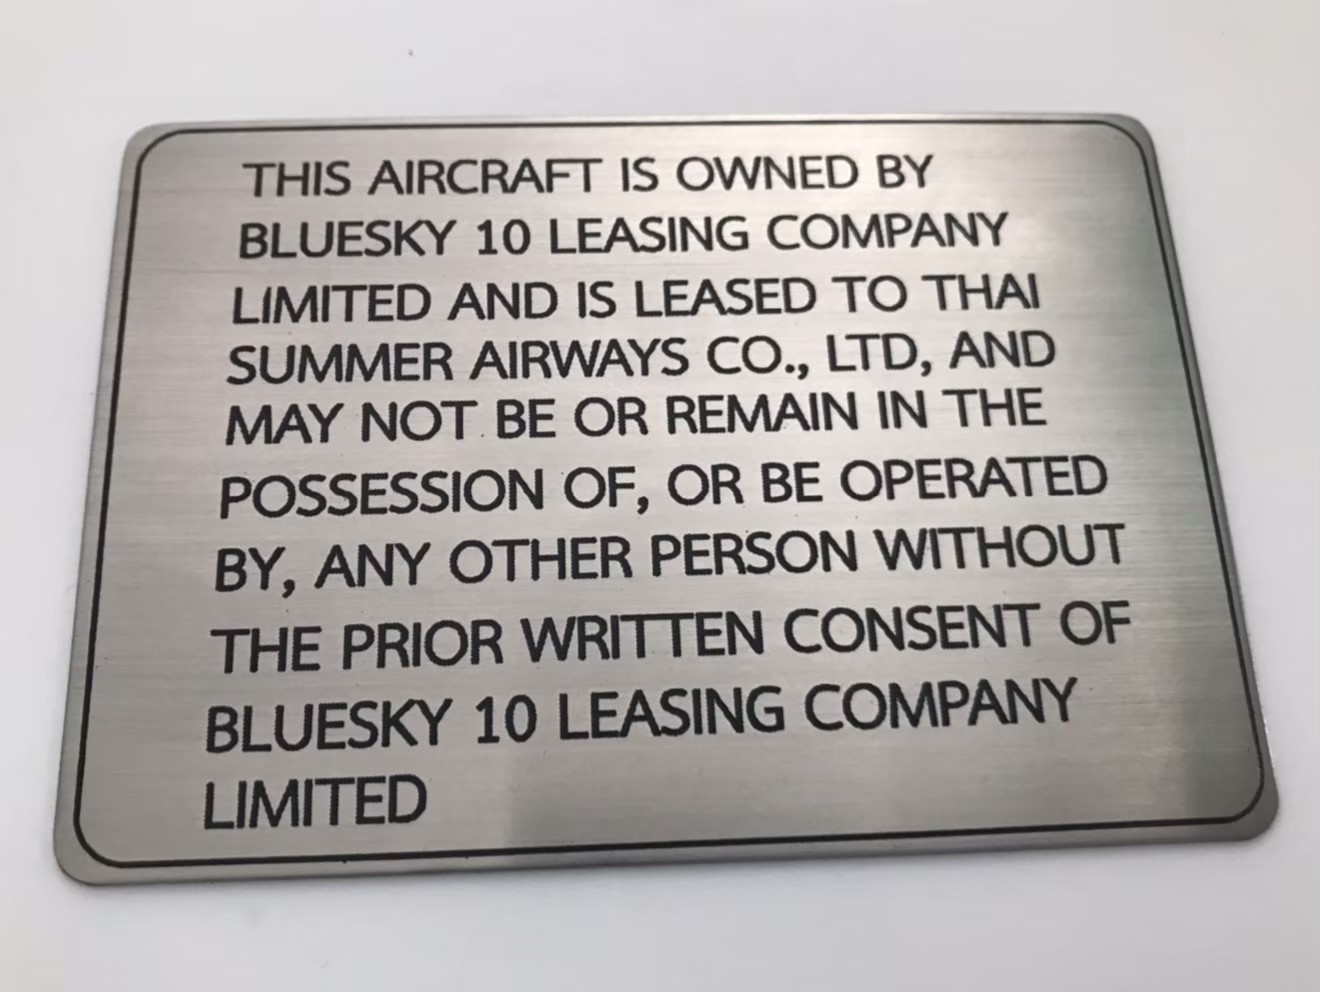 THIS AIRCRAFT IS OWNED BY
BLUESKY 10 LEASING COMPANY
LIMITED AND IS LEASED TO THAI
SUMMER AIRWAYS CO., LTD, AND
MAY NOT BE OR REMAIN IN THE
POSSESSION OF, OR BE OPERATED
BY, ANY OTHER PERSON WITHOUT
THE PRIOR WRITTEN CONSENT OF
BLUESKY 10 LEASING COMPANY
LIMITED